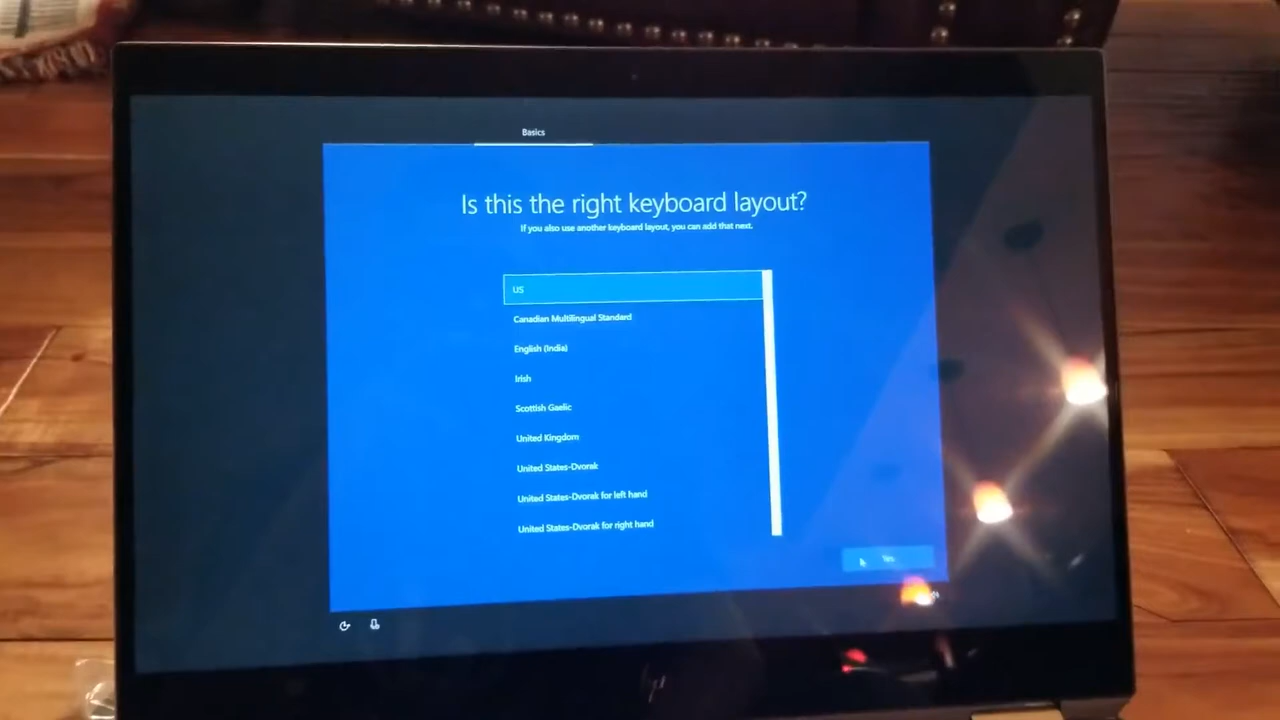 Basics
Is this the right keyboard layout?
If you also use another keyboard layout, you can add that next.
US
Canadian Multilingual Standard
English (India)
Irish
Scottish Gaelic
United Kingdom
United States-Dvorak
United States-Dvorak for left hand
United States-Dvorak for right hand
Yes
hp